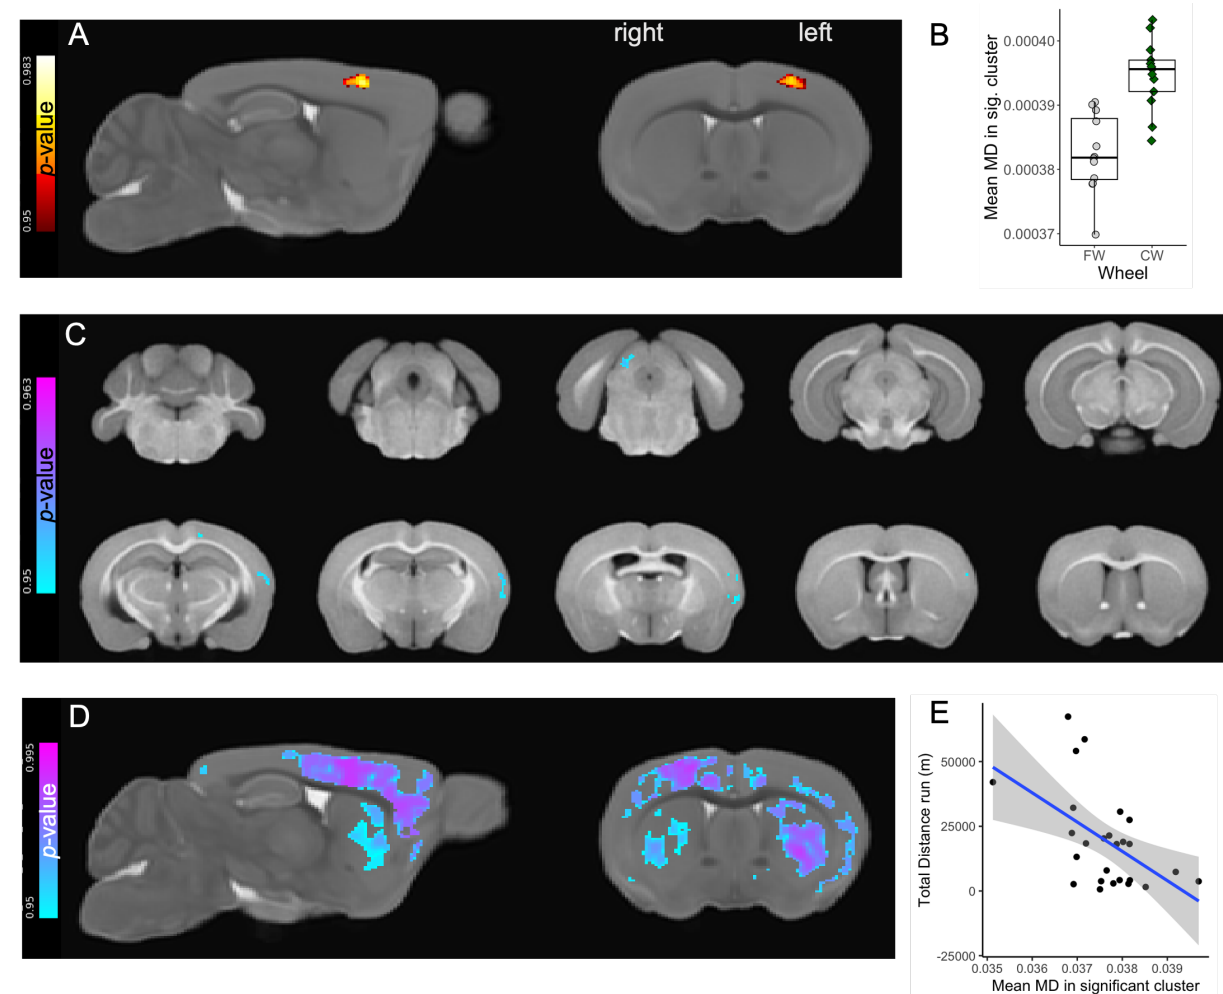 A
right
left
0.983
p-value
0.95
B
Mean MD in sig. cluster
0.00040
0.00039
0.00038
0.00037
FW
CW
Wheel
C
0.963
p-value
0.95
D
0.995
p-value
0.95
E
Total Distance run (m)
50000
25000
0
-25000
0.035 0.036 0.037 0.038 0.039
Mean MD in significant cluster